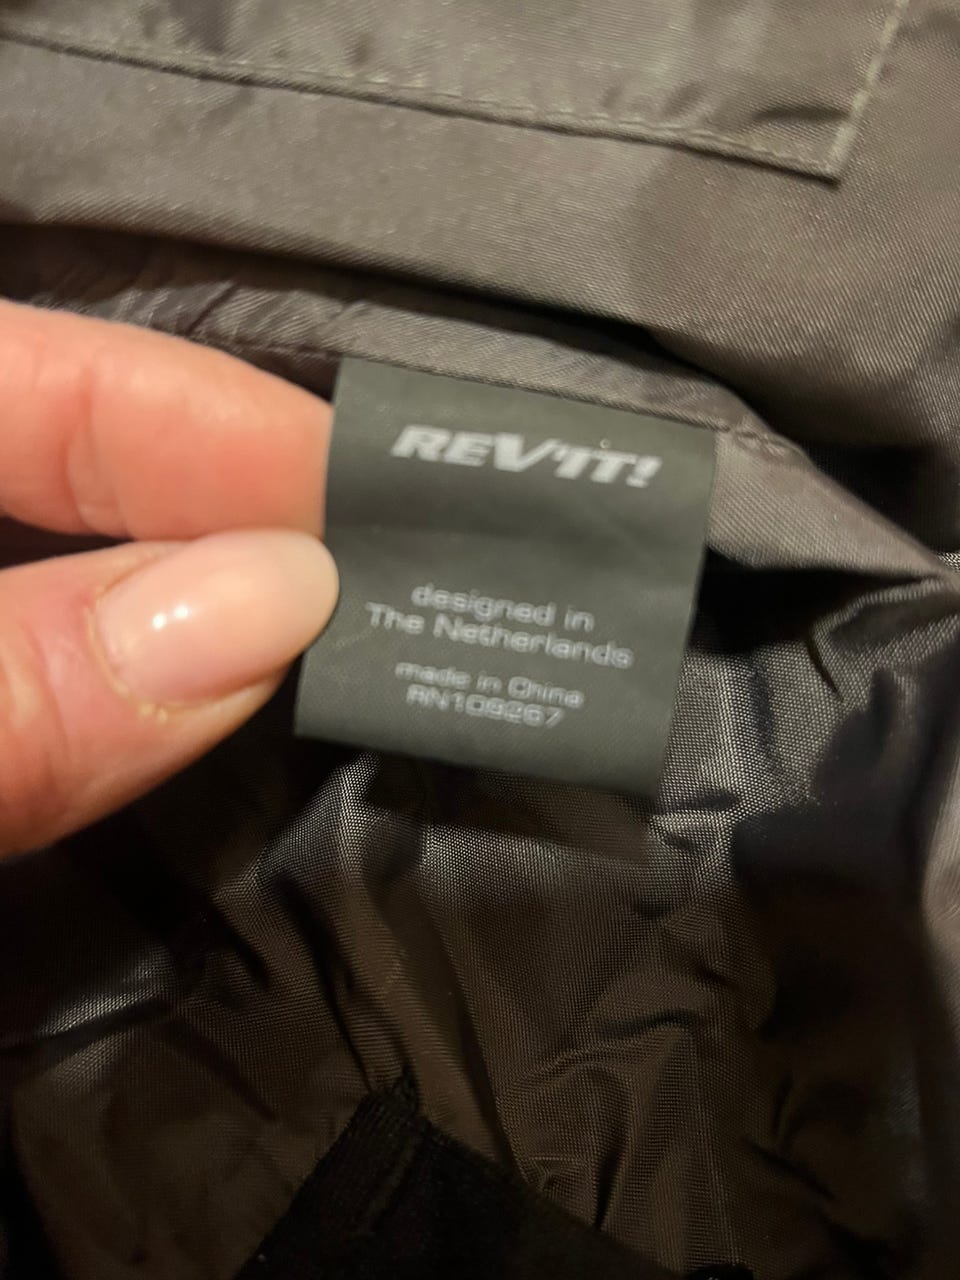 REV'IT!
designed in
The Netherlands
made in China
RN109267